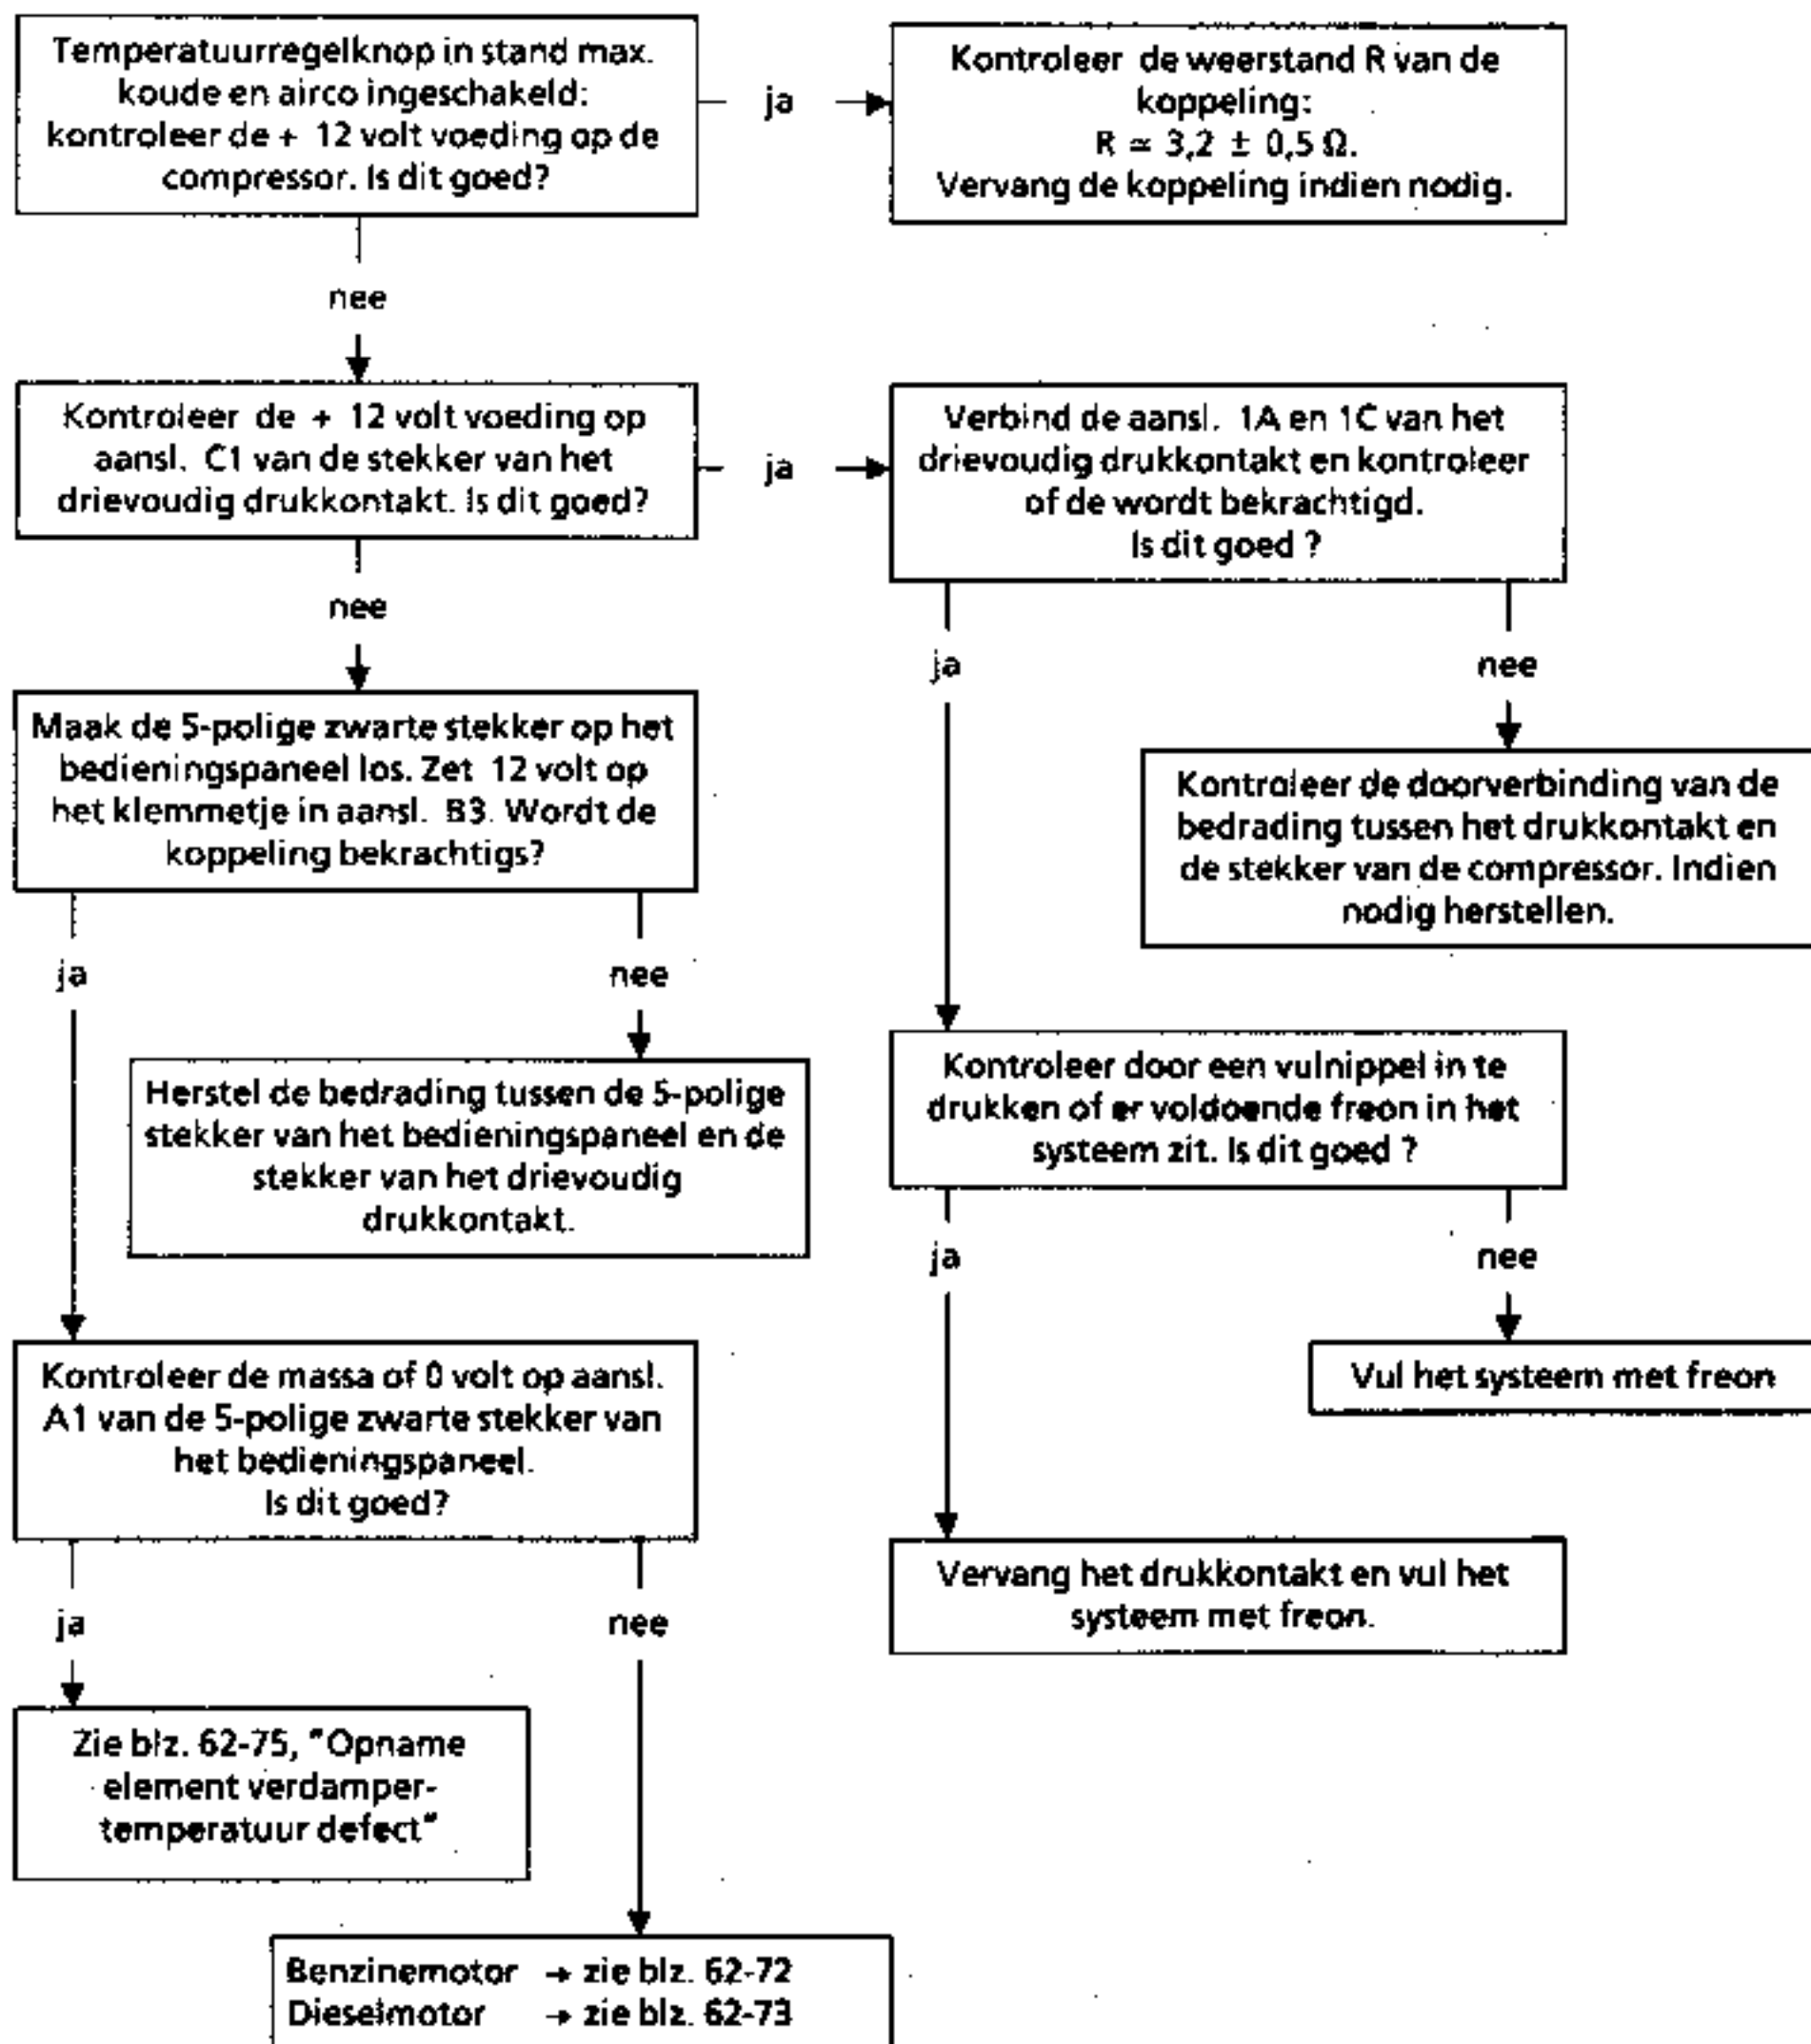 Temperatuurregelknop in stand max.
koude en airco ingeschakeld:
kontroleer de + 12 volt voeding op de
compressor. Is dit goed?
ja
Kontroleer de weerstand R van de
koppeling:
R = 3,2 ± 0,5 Ω.
Vervang de koppeling indien nodig.
nee
Kontroleer de + 12 volt voeding op
aansl. C1 van de stekker van het
drievoudig drukkontakt. Is dit goed?
ja
Verbind de aansl. 1A en 1C van het
drievoudig drukkontakt en kontroleer
of de wordt bekrachtigd.
Is dit goed ?
nee
ja
nee
Maak de 5-polige zwarte stekker op het
bedieningspaneel los. Zet 12 volt op
het klemmetje in aansl. B3. Wordt de
koppeling bekrachtigs?
Kontroleer de doorverbinding van de
bedrading tussen het drukkontakt en
de stekker van de compressor. Indien
nodig herstellen.
ja
nee
Herstel de bedrading tussen de 5-polige
stekker van het bedieningspaneel en de
stekker van het drievoudig
drukkontakt.
Kontroleer door een vulnippel in te
drukken of er voldoende freon in het
systeem zit. Is dit goed ?
ja
nee
Kontroleer de massa of 0 volt op aansl.
A1 van de 5-polige zwarte stekker van
het bedieningspaneel.
Is dit goed?
Vul het systeem met freon
Vervang het drukkontakt en vul het
systeem met freon.
ja
nee
Zie blz. 62-75, "Opname
element verdamper-
temperatuur defect"
Benzinemotor → zie blz. 62-72
Dieselmotor → zie blz. 62-73